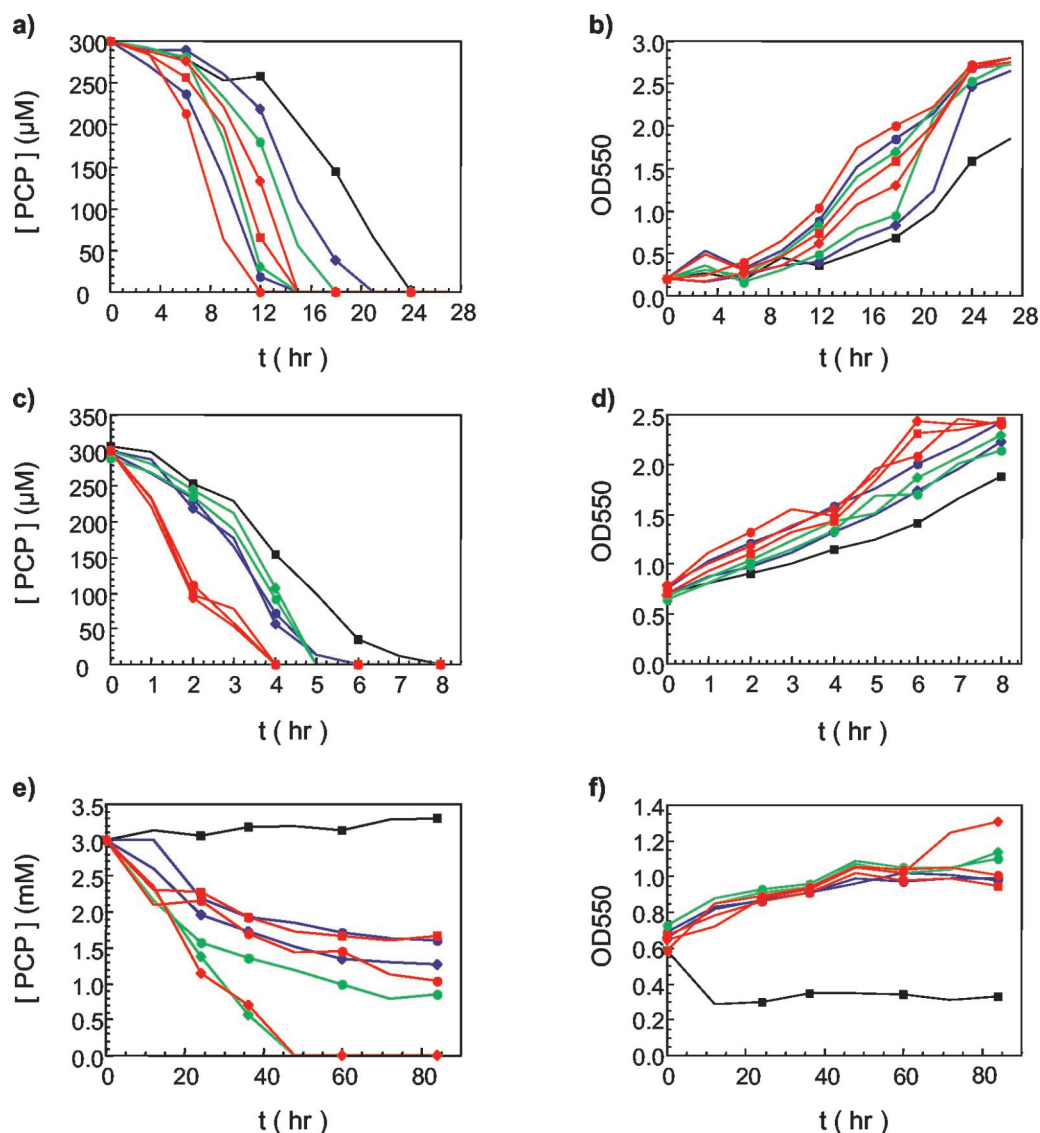 a)
300
250
200
150
100
50
0
[ PCP ] (µM)
0 4 8 12 16 20 24 28
t ( hr )
b)
3.0
2.5
2.0
1.5
1.0
0.5
0.0
OD550
0 4 8 12 16 20 24 28
t ( hr )
c)
350
300
250
200
150
100
50
0
[ PCP ] (µM)
0 1 2 3 4 5 6 7 8
t ( hr )
d)
2.5
2.0
1.5
1.0
0.5
0.0
OD550
0 1 2 3 4 5 6 7 8
t ( hr )
e)
3.5
3.0
2.5
2.0
1.5
1.0
0.5
0.0
[ PCP ] (mM)
0 20 40 60 80
t ( hr )
f)
1.4
1.2
1.0
0.8
0.6
0.4
0.2
0.0
OD550
0 20 40 60 80
t ( hr )